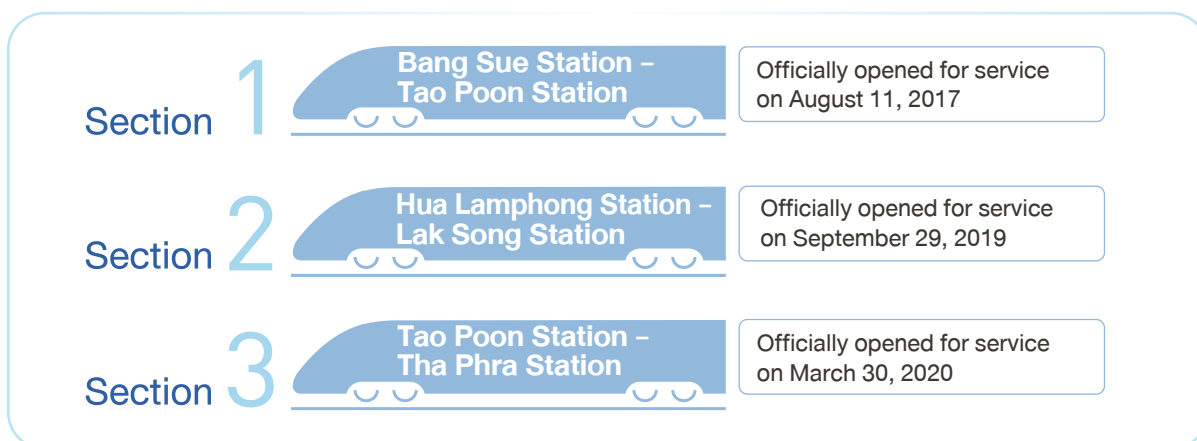 Section 1
Bang Sue Station –
Tao Poon Station
Officially opened for service
on August 11, 2017
Section 2
Hua Lamphong Station –
Lak Song Station
Officially opened for service
on September 29, 2019
Section 3
Tao Poon Station –
Tha Phra Station
Officially opened for service
on March 30, 2020